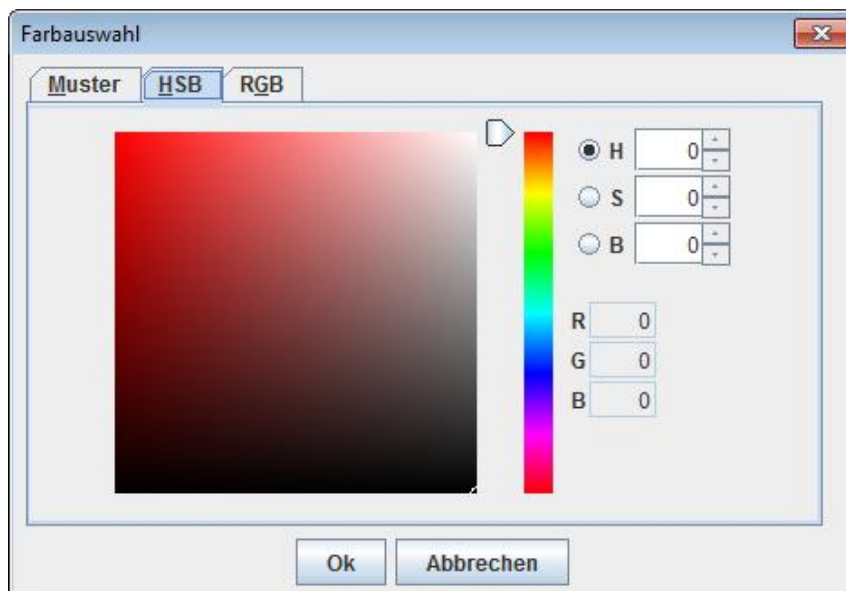 Farbauswahl
Muster HSB RGB
H 0
S 0
B 0
R 0
G 0
B 0
Ok Abbrechen